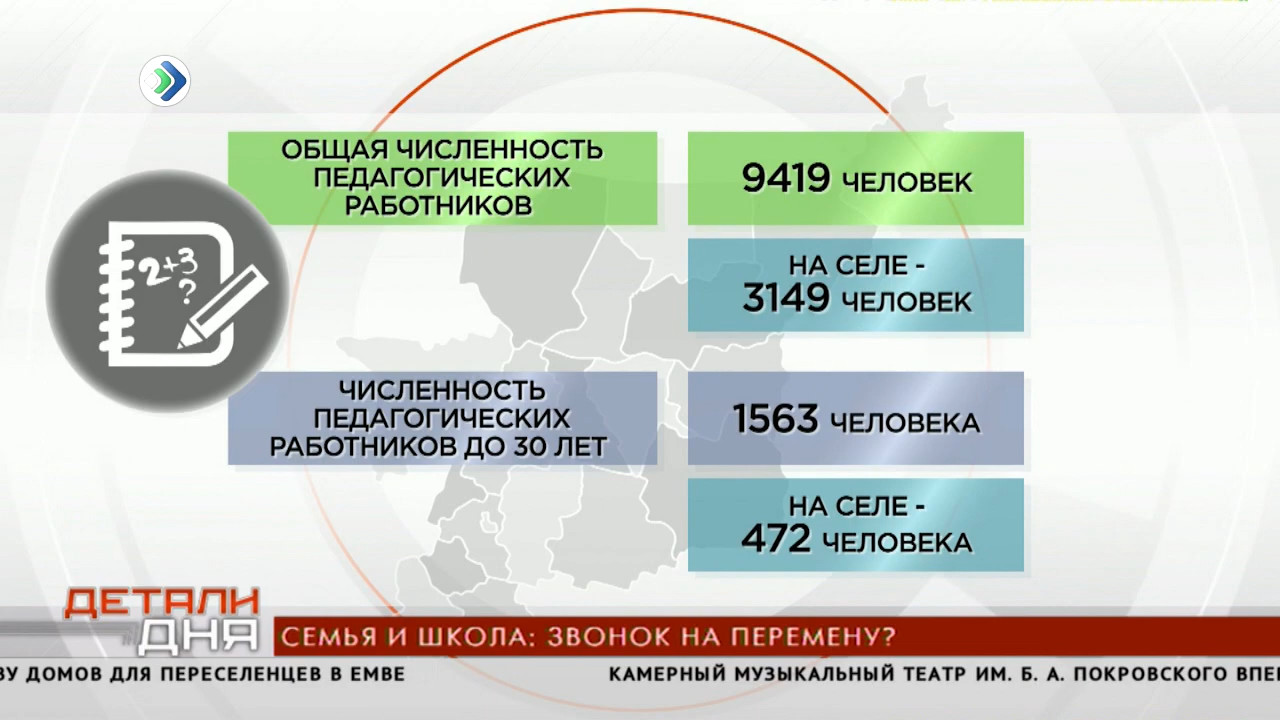 ОБЩАЯ ЧИСЛЕННОСТЬ
ПЕДАГОГИЧЕСКИХ
РАБОТНИКОВ
9419 ЧЕЛОВЕК
НА СЕЛЕ -
3149 ЧЕЛОВЕК
2+3
?
ЧИСЛЕННОСТЬ
ПЕДАГОГИЧЕСКИХ
РАБОТНИКОВ ДО 30 ЛЕТ
1563 ЧЕЛОВЕКА
НА СЕЛЕ -
472 ЧЕЛОВЕКА
ДЕТАЛИ
ДНЯ
СЕМЬЯ И ШКОЛА: ЗВОНОК НА ПЕРЕМЕНУ?
ДОМОВ ДЛЯ ПЕРЕСЕЛЕНЦЕВ В ЕМВЕ
КАМЕРНЫЙ МУЗЫКАЛЬНЫЙ ТЕАТР ИМ. Б. А. ПОКРОВСКОГО